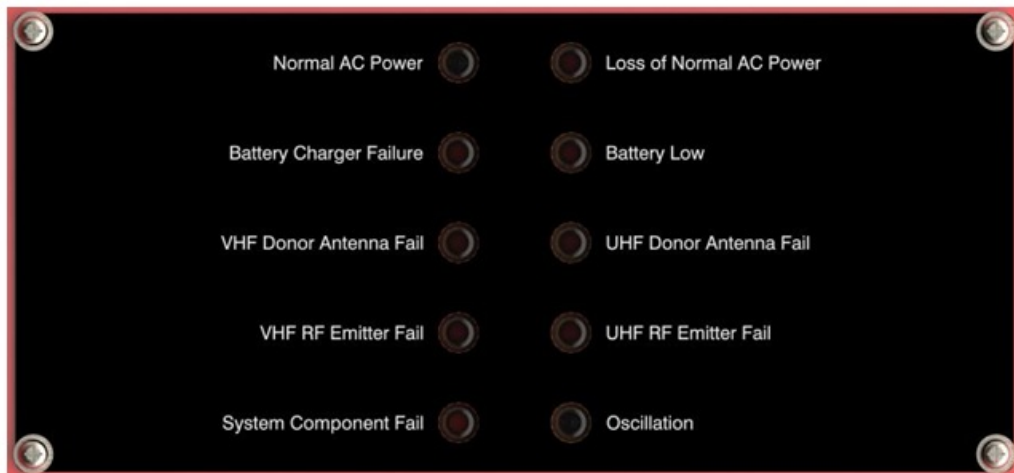 Normal AC Power
Loss of Normal AC Power
Battery Charger Failure
Battery Low
VHF Donor Antenna Fail
UHF Donor Antenna Fail
VHF RF Emitter Fail
UHF RF Emitter Fail
System Component Fail
Oscillation